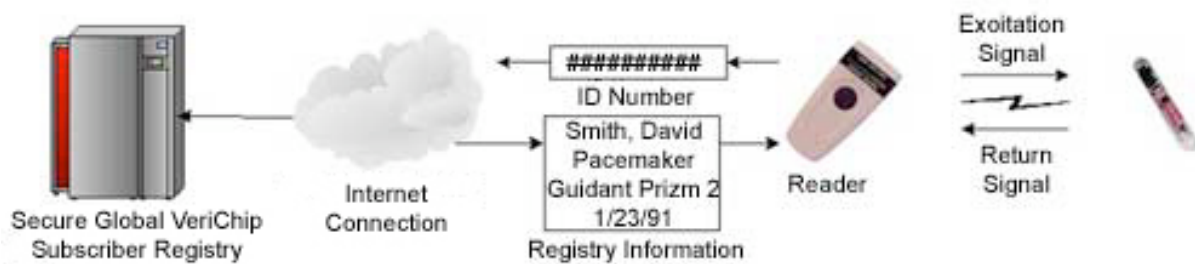 Secure Global VeriChip
Subscriber Registry
Internet
Connection
##########
ID Number
Smith, David
Pacemaker
Guidant Prizm 2
1/23/91
Registry Information
Reader
Exoitation
Signal
Return
Signal